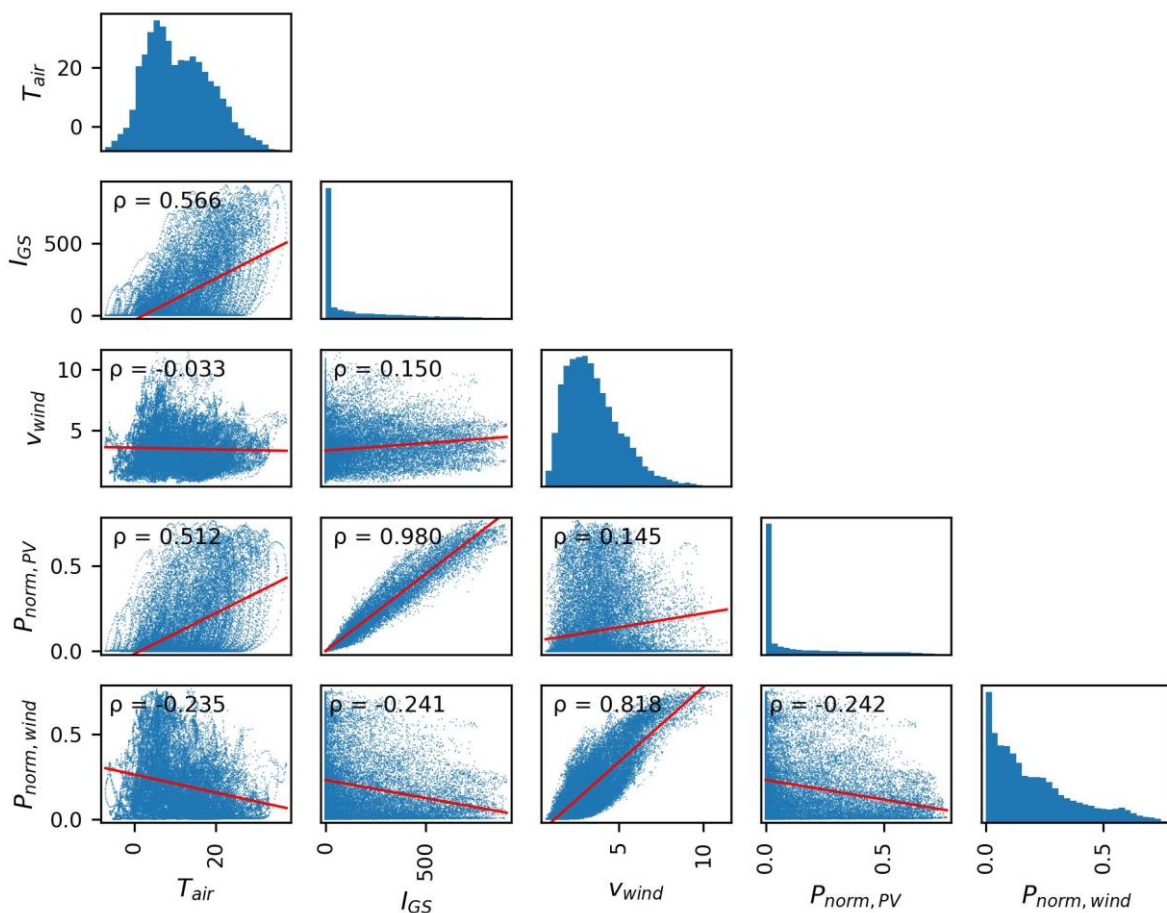 T_air
20
0
I_GS
500
0
ρ = 0.566
v_wind
10
5
ρ = -0.033
ρ = 0.150
P_norm, PV
0.5
0.0
ρ = 0.512
ρ = 0.980
ρ = 0.145
P_norm, wind
0.5
0.0
ρ = -0.235
ρ = -0.241
ρ = 0.818
ρ = -0.242
0
20
0
500
5
10
0.0
0.5
0.0
0.5
T_air
I_GS
v_wind
P_norm, PV
P_norm, wind